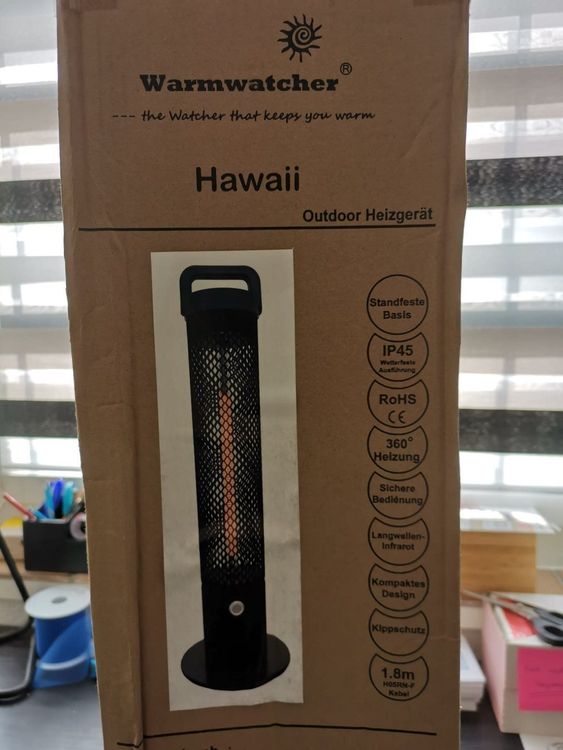 Warmwatcher®
--- the Watcher that keeps you warm
Hawaii
Outdoor Heizgerät
Standfeste
Basis
IP45
Wetterfeste
Ausführung
RoHS
CE
360°
Heizung
Sichere
Bediénung
Langwellen-
infrarot
Kompaktes
Design
Kippschutz
1.8m
H05RN-F
Kabel